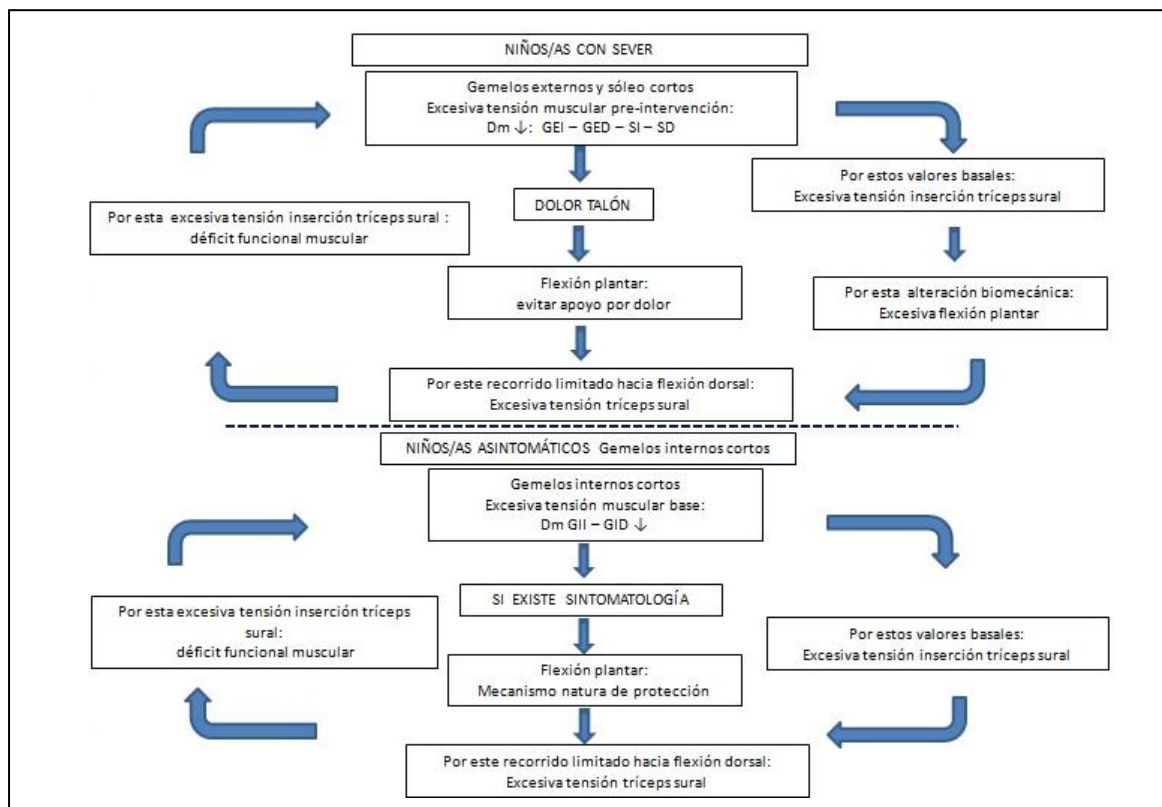 NIÑOS/AS CON SEVER
Gemelos externos y sóleo cortos
Excesiva tensión muscular pre-intervención:
Dm ↓: GEI – GED – SI – SD
Por estos valores basales:
Excesiva tensión inserción tríceps sural
Por esta excesiva tensión inserción tríceps sural :
déficit funcional muscular
DOLOR TALÓN
Flexión plantar:
evitar apoyo por dolor
Por esta alteración biomecánica:
Excesiva flexión plantar
Por este recorrido limitado hacia flexión dorsal:
Excesiva tensión tríceps sural
NIÑOS/AS ASINTOMÁTICOS Gemelos internos cortos
Gemelos internos cortos
Excesiva tensión muscular base:
Dm GII – GID ↓
SI EXISTE SINTOMATOLOGÍA
Por esta excesiva tensión inserción tríceps
sural:
déficit funcional muscular
Por estos valores basales:
Excesiva tensión inserción tríceps sural
Flexión plantar:
Mecanismo natura de protección
Por este recorrido limitado hacia flexión dorsal:
Excesiva tensión tríceps sural